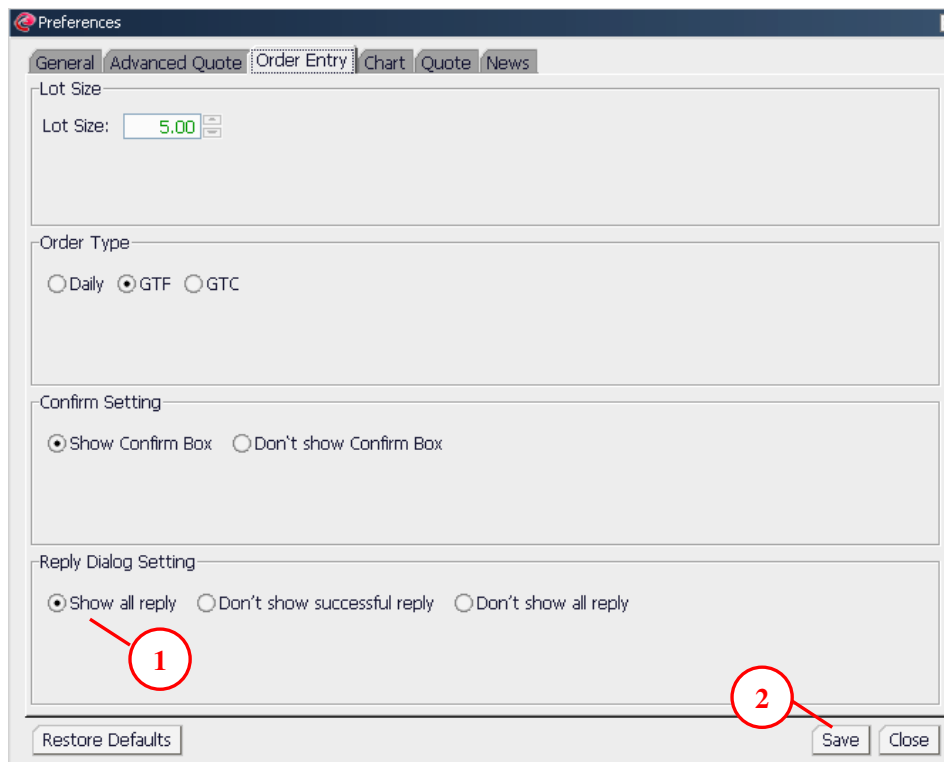 Preferences
General Advanced Quote Order Entry Chart Quote News
Lot Size
Lot Size: 5.00
Order Type
Daily GTF GTC
Confirm Setting
Show Confirm Box Don't show Confirm Box
Reply Dialog Setting
Show all reply Don't show successful reply Don't show all reply
1
2
Restore Defaults Save Close